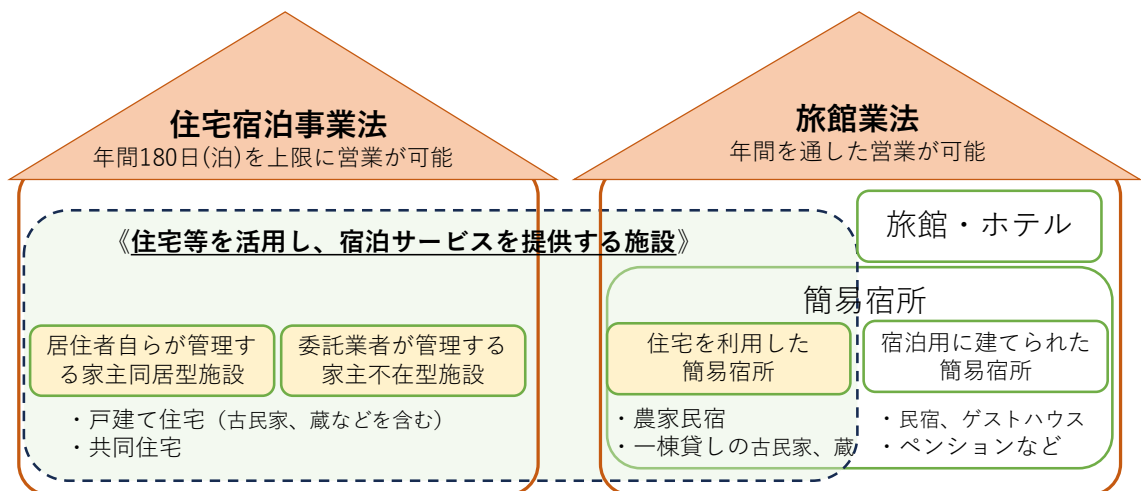 住宅宿泊事業法
年間180日(泊)を上限に営業が可能
旅館業法
年間を通した営業が可能
旅館・ホテル
《住宅等を活用し、宿泊サービスを提供する施設》
簡易宿所
居住者自らが管理す
る家主同居型施設
委託業者が管理する
家主不在型施設
住宅を利用した
簡易宿所
宿泊用に建てられた
簡易宿所
・戸建て住宅（古民家、蔵などを含む）
・共同住宅
・農家民宿
・一棟貸しの古民家、蔵
・民宿、ゲストハウス
・ペンションなど